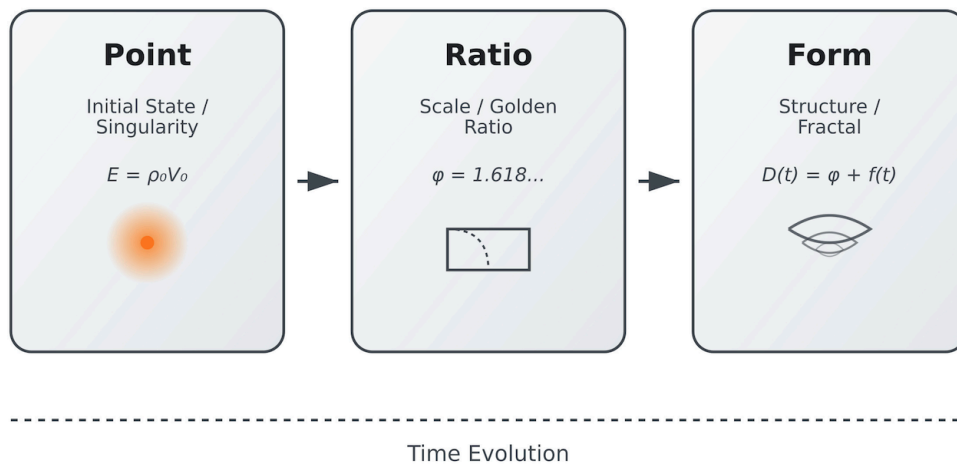 Point
Initial State /
Singularity
E = ρ₀V₀
Ratio
Scale / Golden
Ratio
φ = 1.618...
Form
Structure /
Fractal
D(t) = φ + f(t)
Time Evolution